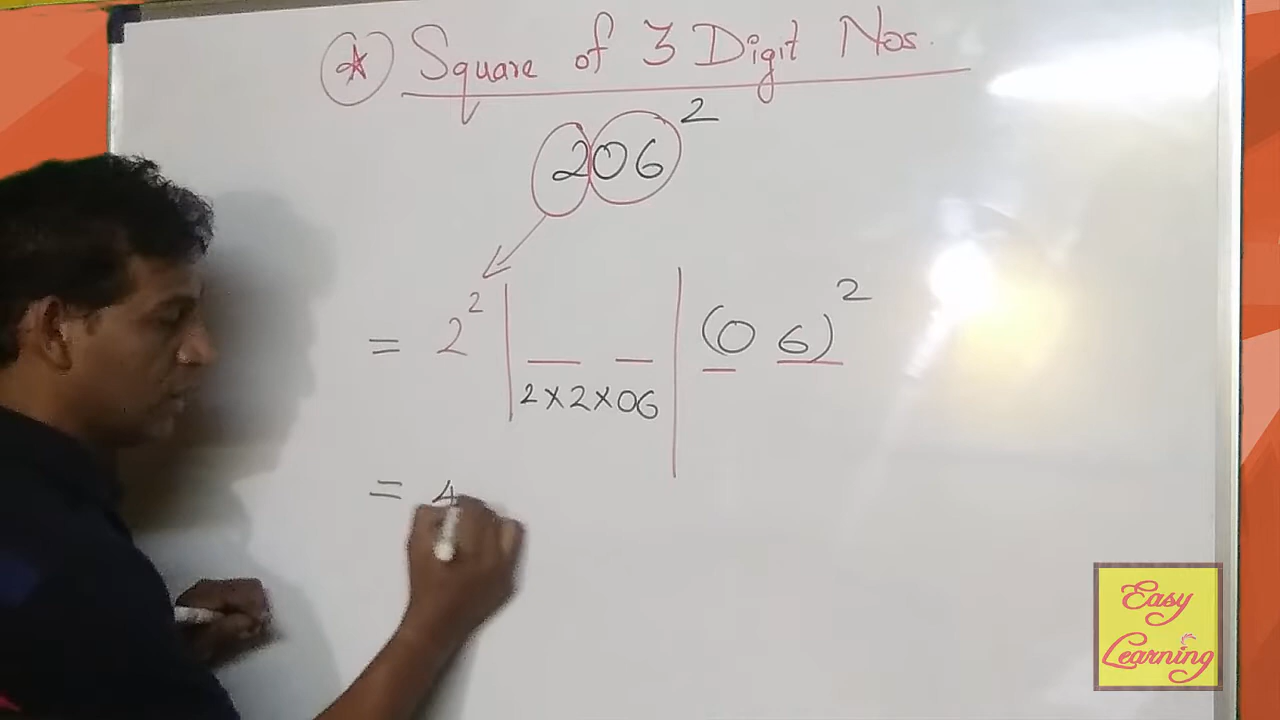 * Square of 3 Digit Nos.
206²
= 2² | _ _ | (06)²
2×2×06
= 4
Easy
Learning